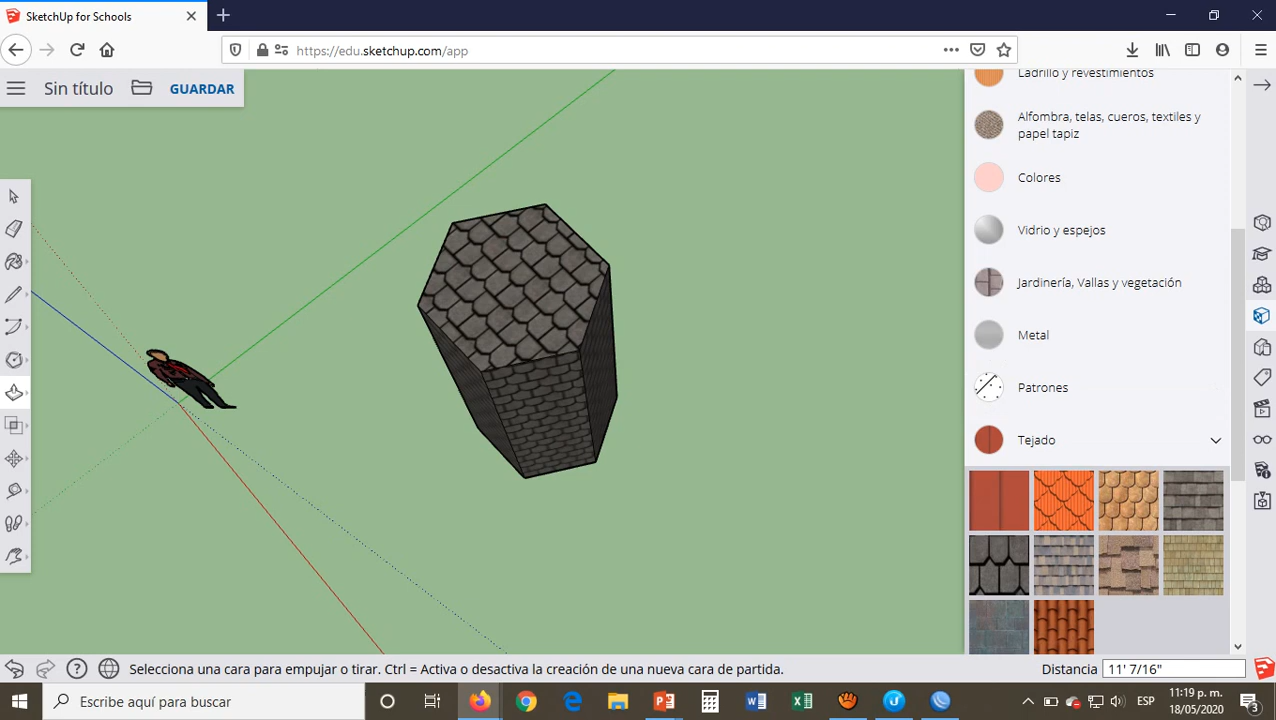 SketchUp for Schools
https://edu.sketchup.com/app
Sin título
GUARDAR
Ladrillo y revestimientos
Alfombra, telas, cueros, textiles y
papel tapiz
Colores
Vidrio y espejos
Jardinería, Vallas y vegetación
Metal
Patrones
Tejado
Selecciona una cara para empujar o tirar. Ctrl = Activa o desactiva la creación de una nueva cara de partida.
Distancia
11' 7/16"
Escribe aquí para buscar
ESP
11:19 p. m.
18/05/2020
3